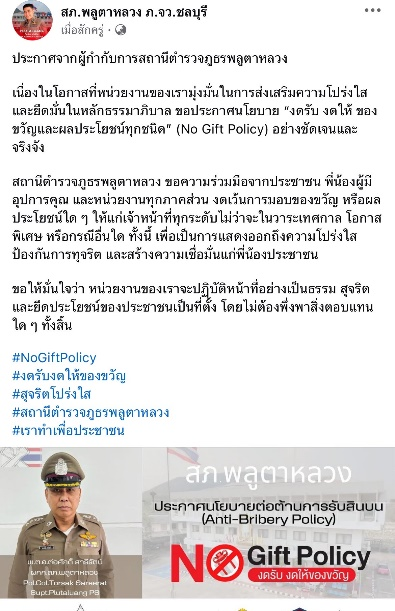 สภ.พลูตาหลวง ภ.จว.ชลบุรี
เมื่อสักครู่ ·
ประกาศจากผู้กำกับการสถานีตำรวจภูธรพลูตาหลวง
เนื่องในโอกาสที่หน่วยงานของเรามุ่งมั่นในการส่งเสริมความโปร่งใส
และยึดมั่นในหลักธรรมาภิบาล ขอประกาศนโยบาย “งดรับ งดให้ ของ
ขวัญและผลประโยชน์ทุกชนิด” (No Gift Policy) อย่างชัดเจนและ
จริงจัง
สถานีตำรวจภูธรพลูตาหลวง ขอความร่วมมือจากประชาชน พี่น้องผู้มี
อุปการคุณ และหน่วยงานทุกภาคส่วน งดเว้นการมอบของขวัญ หรือผล
ประโยชน์ใด ๆ ให้แก่เจ้าหน้าที่ทุกระดับไม่ว่าจะในวาระเทศกาล โอกาส
พิเศษ หรือกรณีอื่นใด ทั้งนี้ เพื่อเป็นการแสดงออกถึงความโปร่งใส
ป้องกันการทุจริต และสร้างความเชื่อมั่นแก่พี่น้องประชาชน
ขอให้มั่นใจว่า หน่วยงานของเราจะปฏิบัติหน้าที่อย่างเป็นธรรม สุจริต
และยึดประโยชน์ของประชาชนเป็นที่ตั้ง โดยไม่ต้องพึ่งพาสิ่งตอบแทน
ใด ๆ ทั้งสิ้น
#NoGiftPolicy
#งดรับงดให้ของขวัญ
#สุจริตโปร่งใส
#สถานีตำรวจภูธรพลูตาหลวง
#เราทำเพื่อประชาชน
สภ.พลูตาหลวง
ประกาศนโยบายต่อต้านการรับสินบน
(Anti-Bribery Policy)
NO Gift Policy
งดรับ งดให้ของขวัญ
ผกก.สภ.พลูตาหลวง
Pol.Col.Torsak
Supt.Plutaluang PS